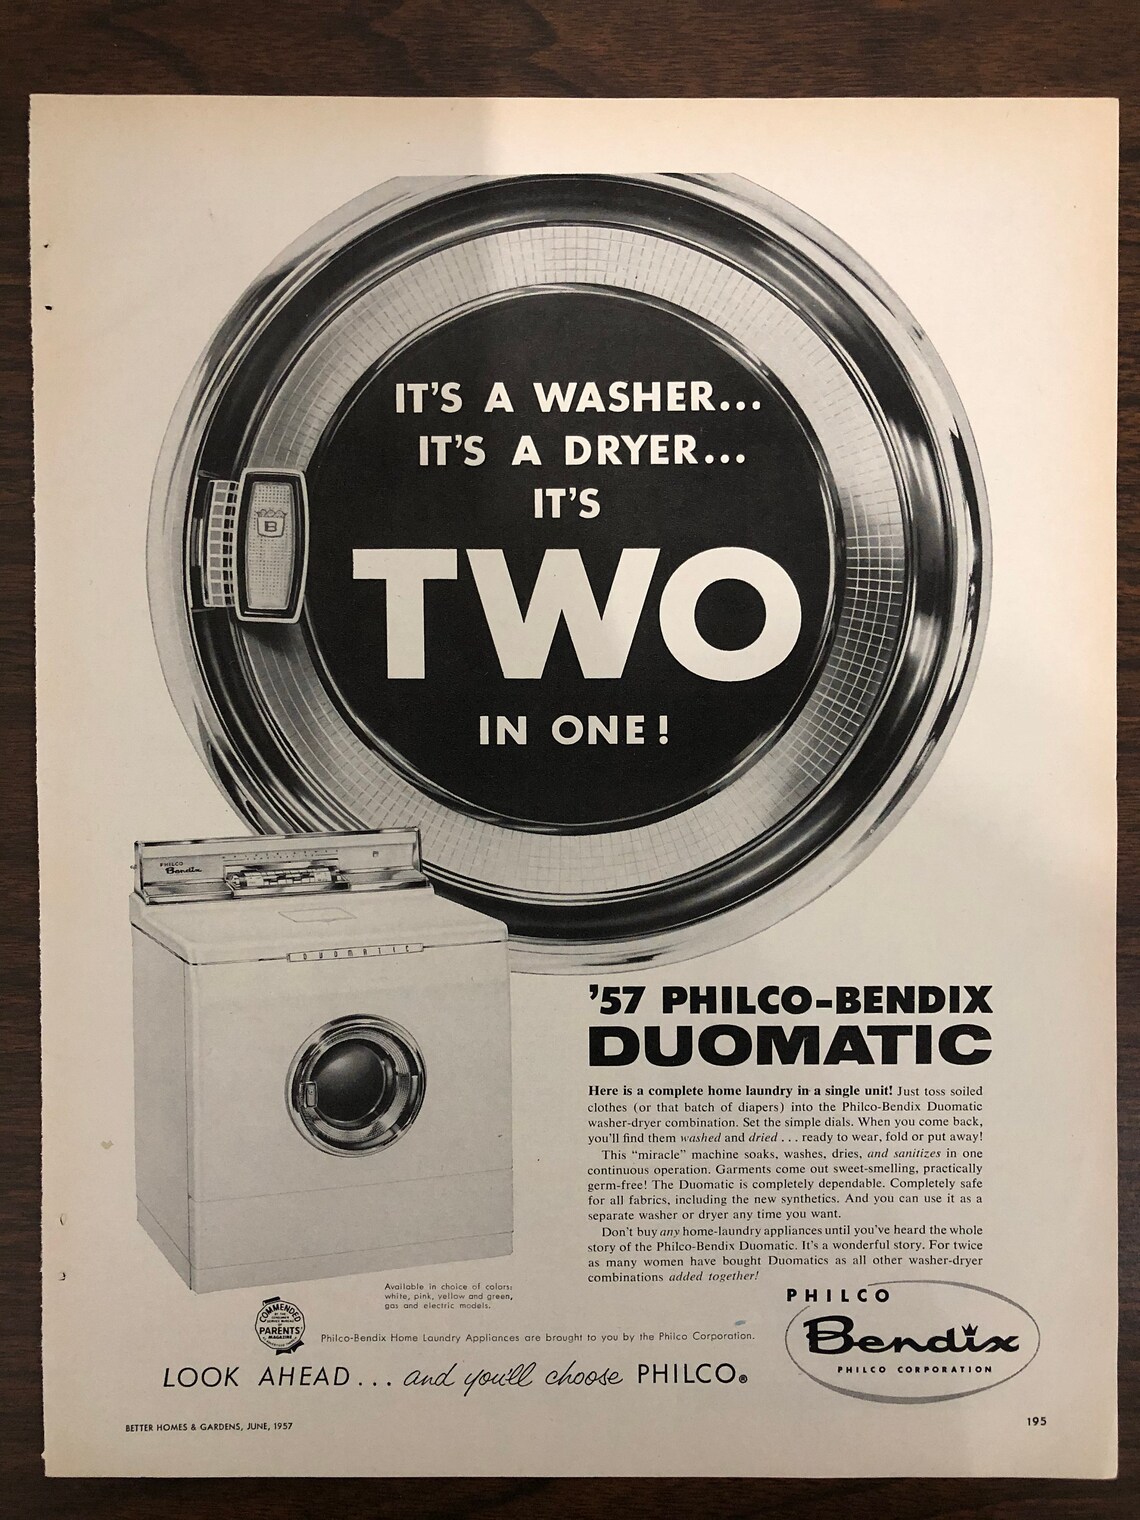 IT'S A WASHER...
IT'S A DRYER...
IT'S
TWO
IN ONE!
B
PHILCO
Bendix
DUOMATIC
'57 PHILCO-BENDIX
DUOMATIC
Here is a complete home laundry in a single unit! Just toss soiled
clothes (or that batch of diapers) into the Philco-Bendix Duomatic
washer-dryer combination. Set the simple dials. When you come back,
you'll find them washed and dried . . . ready to wear, fold or put away!
This "miracle" machine soaks, washes, dries, and sanitizes in one
continuous operation. Garments come out sweet-smelling, practically
germ-free! The Duomatic is completely dependable. Completely safe
for all fabrics, including the new synthetics. And you can use it as a
separate washer or dryer any time you want.
Don't buy any home-laundry appliances until you've heard the whole
story of the Philco-Bendix Duomatic. It's a wonderful story. For twice
as many women have bought Duomatics as all other washer-dryer
combinations added together!
Available in choice of colors:
white, pink, yellow and green,
gas and electric models.
COMMENDED
PARENTS'
MAGAZINE
Philco-Bendix Home Laundry Appliances are brought to you by the Philco Corporation.
PHILCO
Bendix
PHILCO CORPORATION
LOOK AHEAD... and you'll choose PHILCO®
BETTER HOMES & GARDENS, JUNE, 1957
195